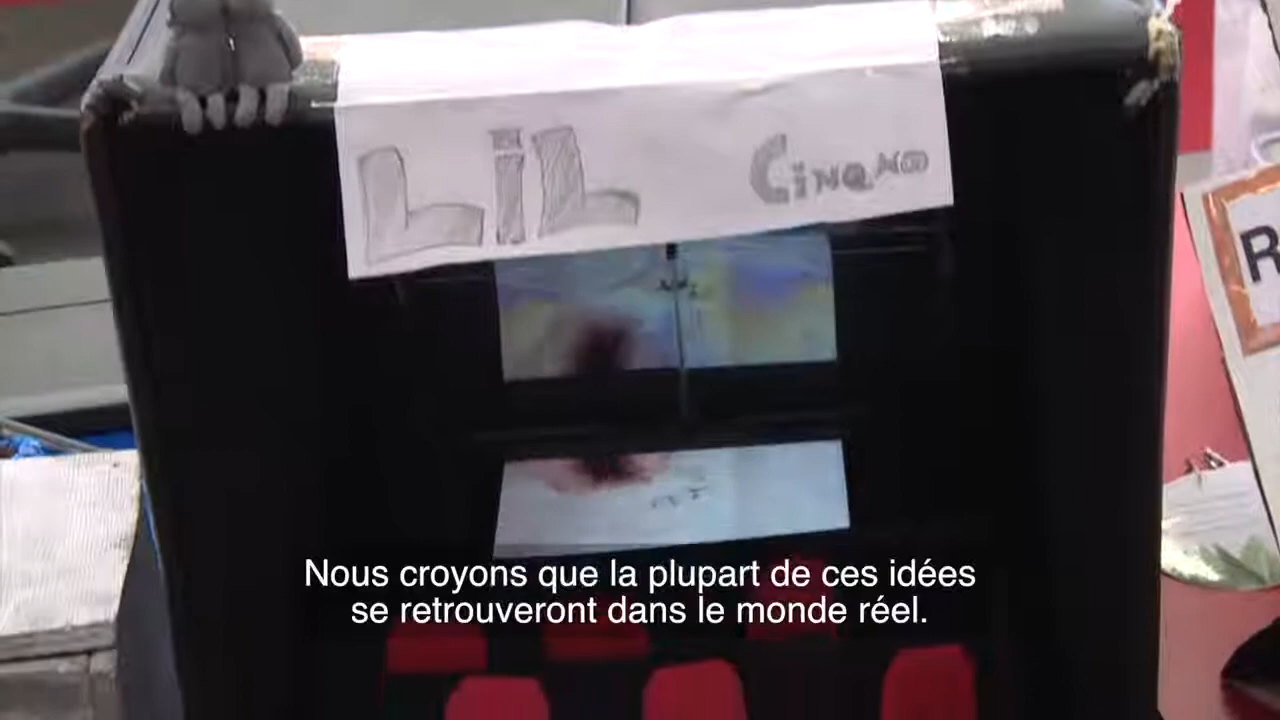 LiL CiNEMA
R
Nous croyons que la plupart de ces idées
se retrouveront dans le monde réel.